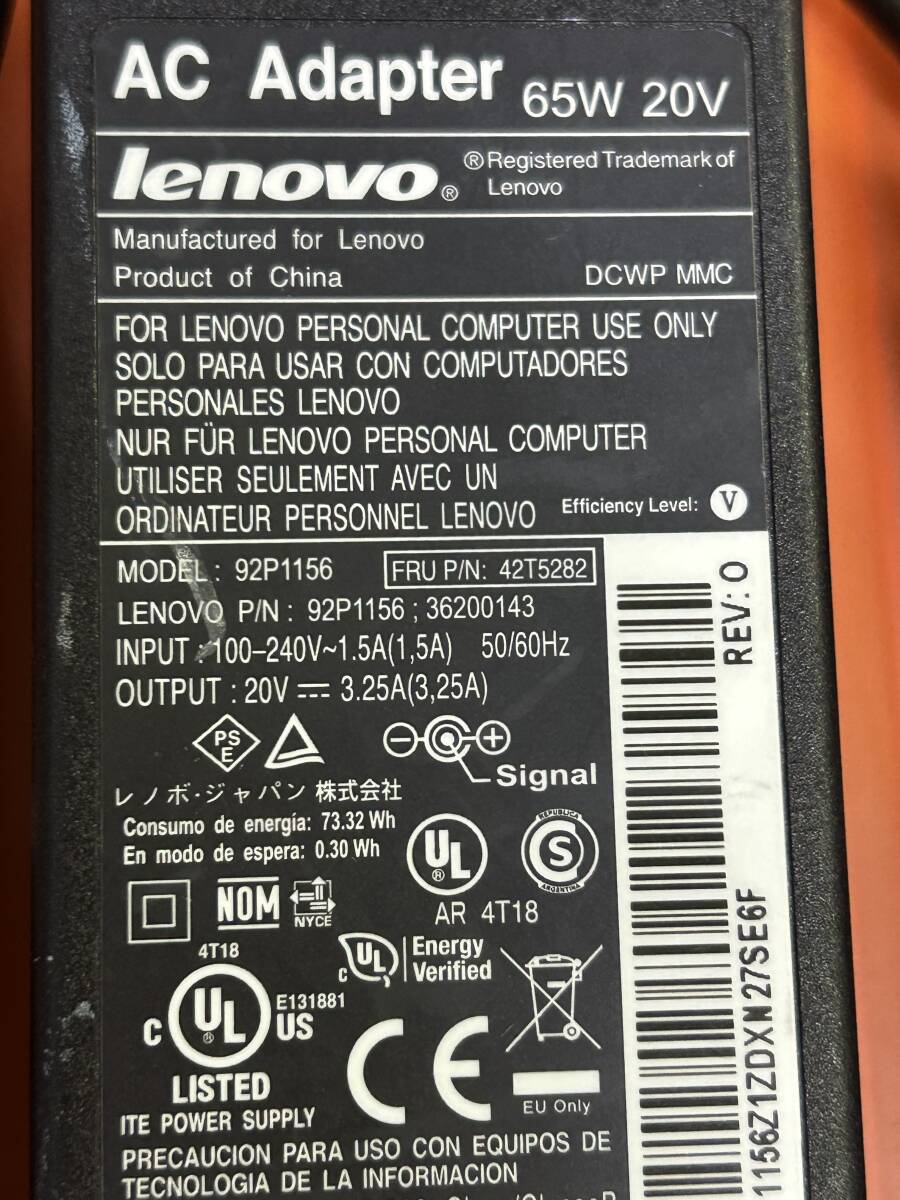 AC Adapter 65W 20V
lenovo® ®Registered Trademark of
Lenovo
Manufactured for Lenovo
Product of China DCWP MMC
FOR LENOVO PERSONAL COMPUTER USE ONLY
SOLO PARA USAR CON COMPUTADORES
PERSONALES LENOVO
NUR FÜR LENOVO PERSONAL COMPUTER
UTILISER SEULEMENT AVEC UN
ORDINATEUR PERSONNEL LENOVO Efficiency Level: V
MODEL: 92P1156 FRU P/N: 42T5282
LENOVO P/N: 92P1156 ; 36200143
INPUT : 100–240V~1.5A(1,5A) 50/60Hz
OUTPUT : 20V ⎓ 3.25A(3,25A)
PS
E
Signal
レノボ・ジャパン 株式会社
Consumo de energía: 73.32 Wh
En modo de espera: 0.30 Wh
UL®
REPUBLICA
S
ARGENTINA
AR 4T18
NOM
NYCE
4T18
c UL Energy
Verified
C UL® US
E131881
LISTED
ITE POWER SUPPLY
CE
EU Only
PRECAUCION PARA USO CON EQUIPOS DE
TECNOLOGIA DE LA INFORMACION
REV: O
1156Z1ZDXN27SE6F